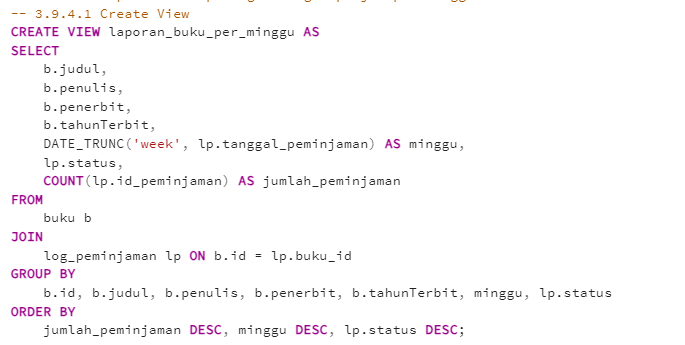 -- 3.9.4.1 Create View
CREATE VIEW laporan_buku_per_minggu AS
SELECT
    b.judul,
    b.penulis,
    b.penerbit,
    b.tahunTerbit,
    DATE_TRUNC('week', lp.tanggal_peminjaman) AS minggu,
    lp.status,
    COUNT(lp.id_peminjaman) AS jumlah_peminjaman
FROM
    buku b
JOIN
    log_peminjaman lp ON b.id = lp.buku_id
GROUP BY
    b.id, b.judul, b.penulis, b.penerbit, b.tahunTerbit, minggu, lp.status
ORDER BY
    jumlah_peminjaman DESC, minggu DESC, lp.status DESC;